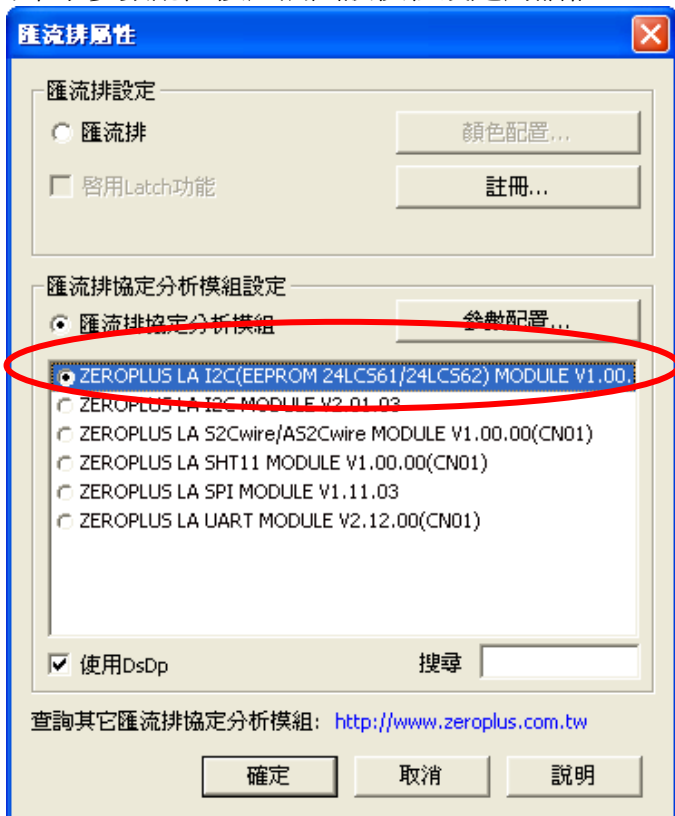 匯流排屬性
匯流排設定
匯流排
顏色配置...
啓用Latch功能
註冊...
匯流排協定分析模組設定
匯流排協定分析模組
參數配置...
ZEROPLUS LA I2C(EEPROM 24LCS61/24LCS62) MODULE V1.00.
ZEROPLUS LA I2C MODULE V2.01.03
ZEROPLUS LA S2Cwire/AS2Cwire MODULE V1.00.00(CN01)
ZEROPLUS LA SHT11 MODULE V1.00.00(CN01)
ZEROPLUS LA SPI MODULE V1.11.03
ZEROPLUS LA UART MODULE V2.12.00(CN01)
使用DsDp
搜尋
查詢其它匯流排協定分析模組: http://www.zeroplus.com.tw
確定
取消
說明